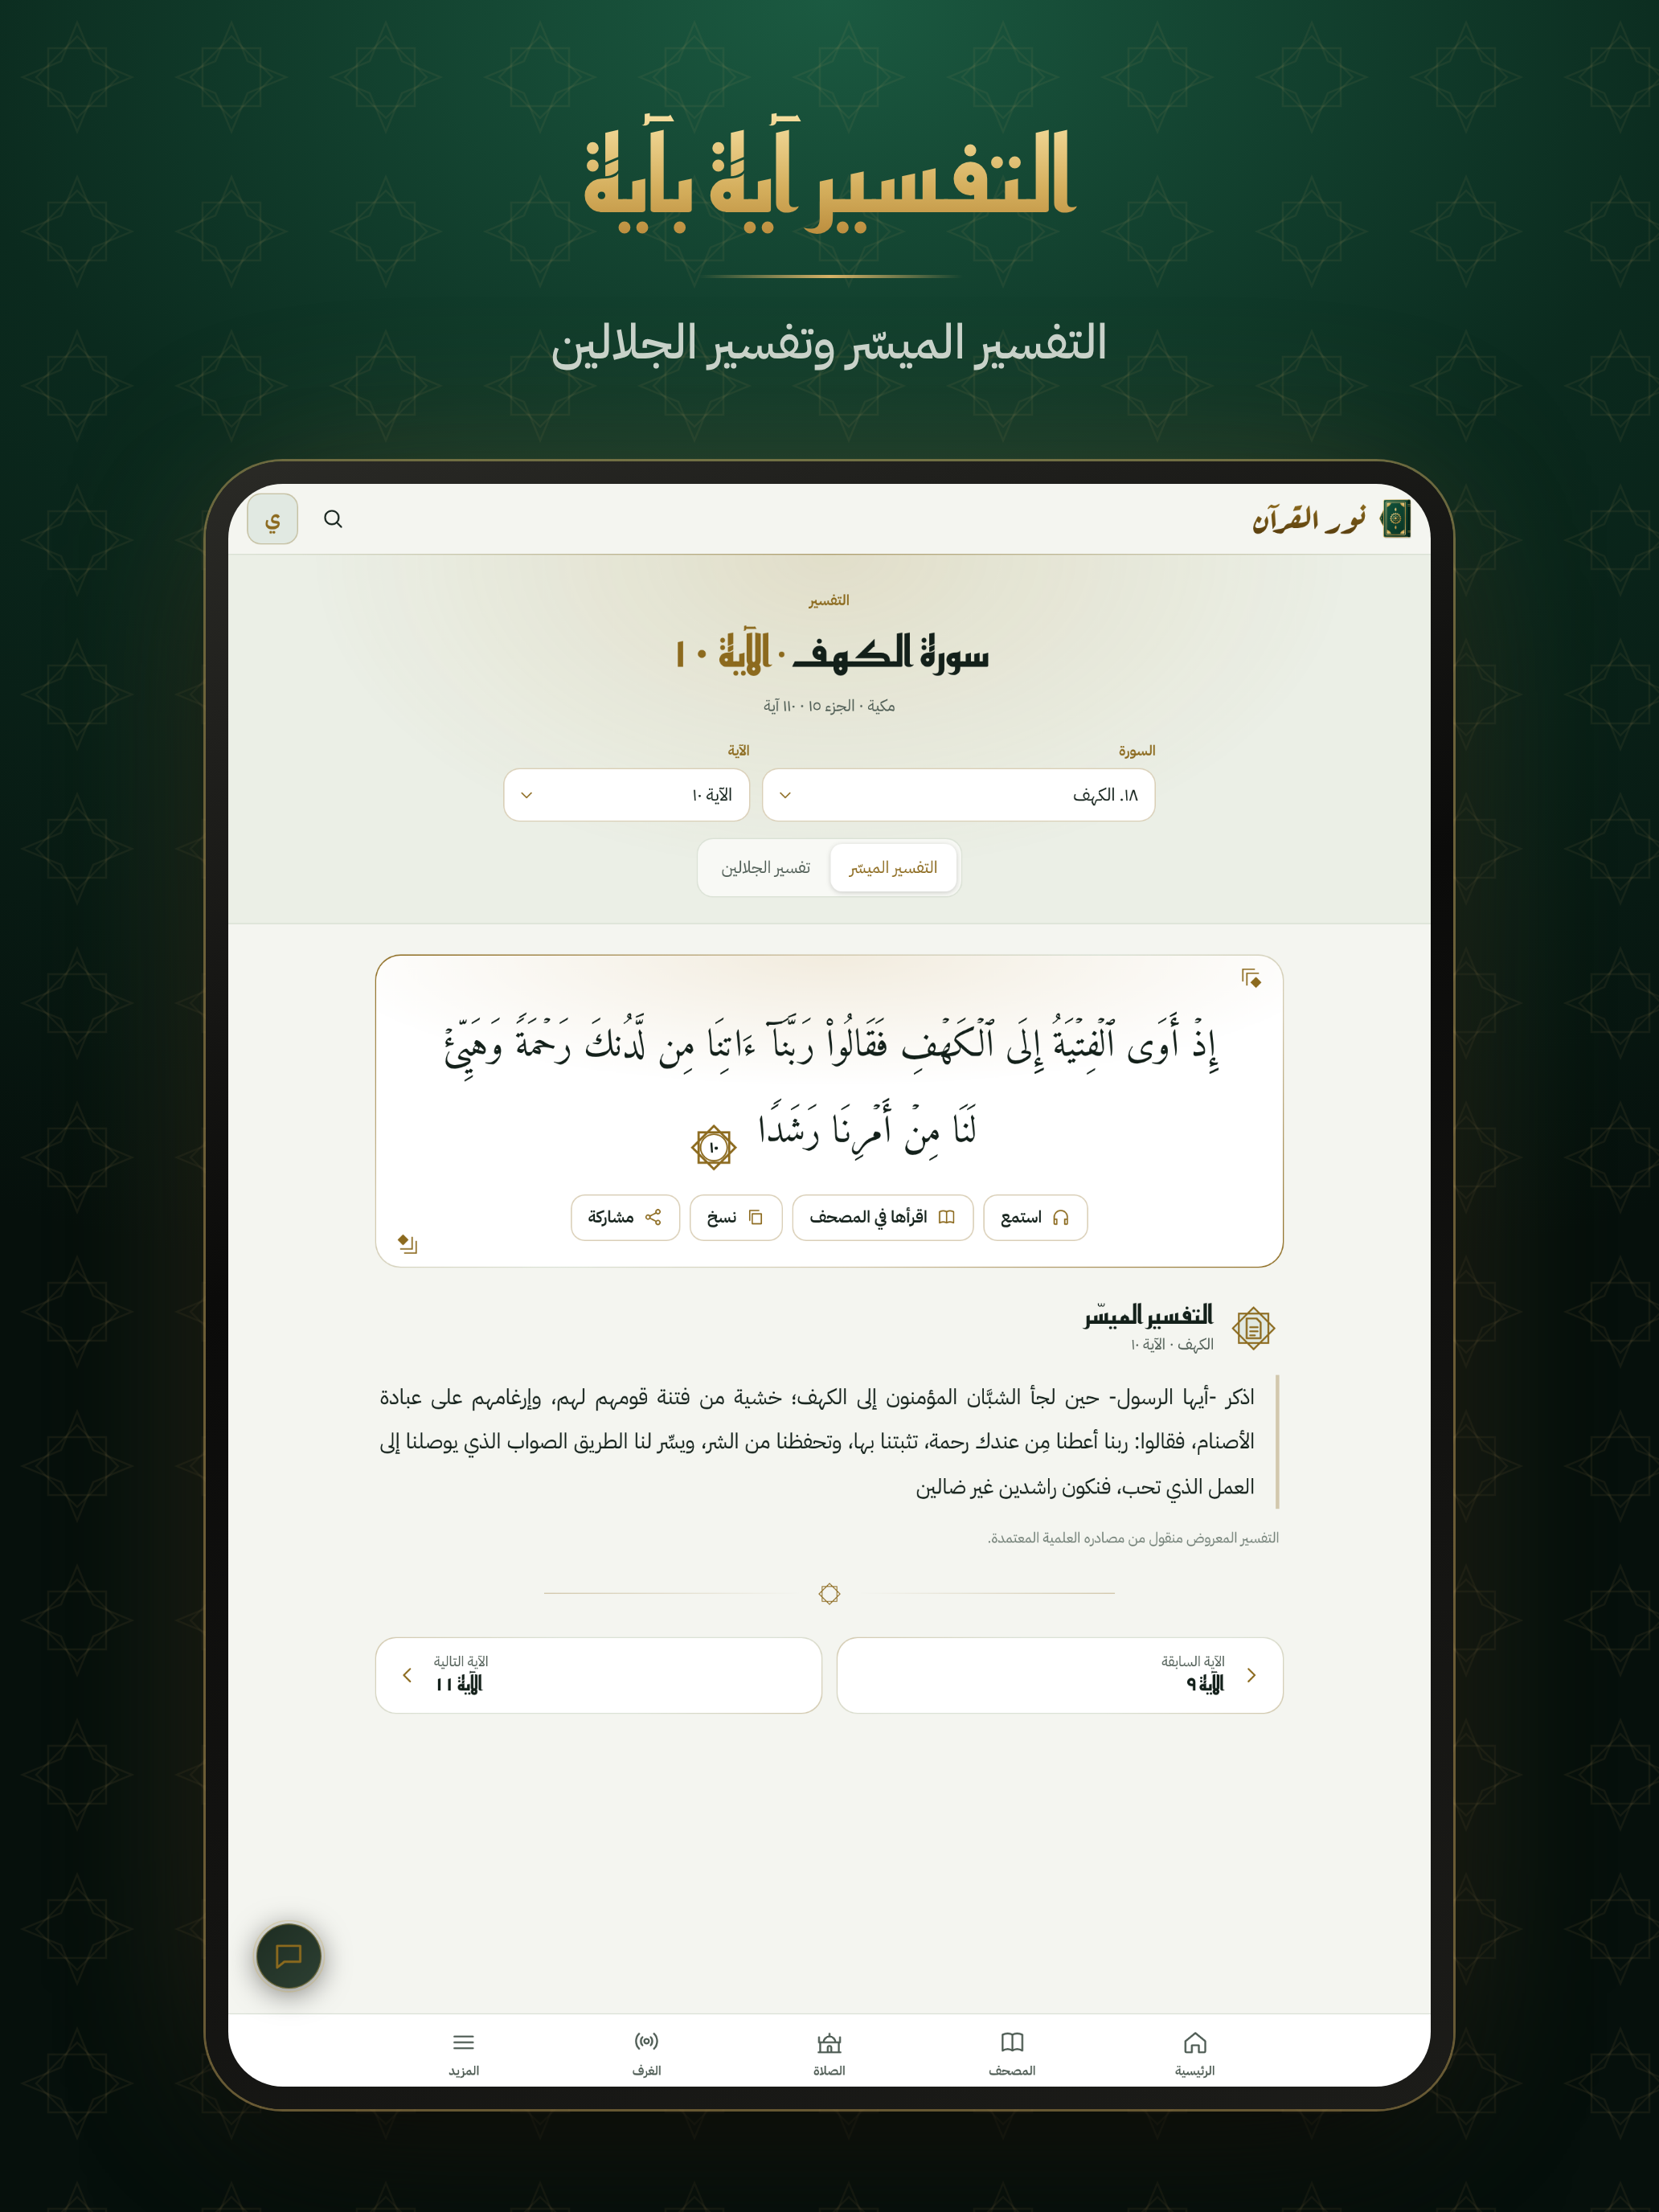 التفسير آية بآية
التفسير الميسّر وتفسير الجلالين
نور القرآن
ي
التفسير
سورة الكهف · الآية ١٠
مكية · الجزء ١٥ · ١١٠ آية
السورة
الآية
١٨. الكهف
الآية ١٠
التفسير الميسّر
تفسير الجلالين
إِذۡ أَوَى ٱلۡفِتۡيَةُ إِلَى ٱلۡكَهۡفِ فَقَالُواْ رَبَّنَآ ءَاتِنَا مِن لَّدُنكَ رَحۡمَةٗ وَهَيِّئۡ
لَنَا مِنۡ أَمۡرِنَا رَشَدٗا ١٠
استمع
اقرأها في المصحف
نسخ
مشاركة
التفسير الميسّر
الكهف · الآية ١٠
اذكر -أيها الرسول- حين لجأ الشبَّان المؤمنون إلى الكهف؛ خشية من فتنة قومهم لهم، وإرغامهم على عبادة
الأصنام، فقالوا: ربنا أعطنا مِن عندك رحمة، تثبتنا بها، وتحفظنا من الشر، ويسِّر لنا الطريق الصواب الذي يوصلنا إلى
العمل الذي تحب، فنكون راشدين غير ضالين
التفسير المعروض منقول من مصادره العلمية المعتمدة.
الآية السابقة
الآية ٩
الآية التالية
الآية ١١
الرئيسية
المصحف
الصلاة
الغرف
المزيد